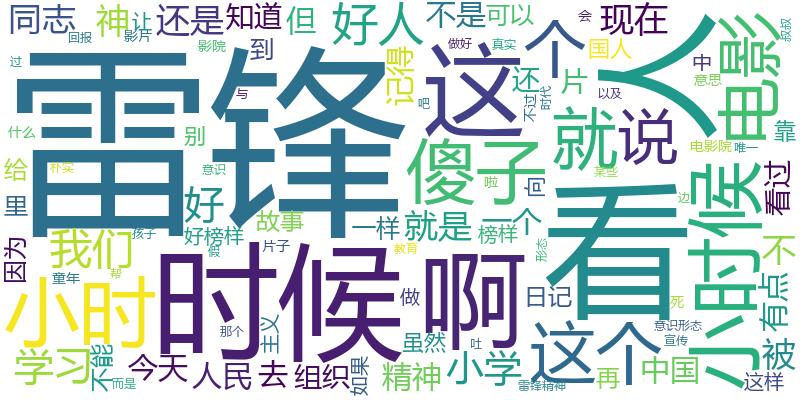 同志
神
让
还是
知道
但
好人
不是
可以
现在
人
电影
叔叔
回报
影片
影院
到
做好
真实
个
会
国人
过
雷锋
与
记得
这
唱
还
片
中
意思
不过
时代
以及
什么
别
就
说
电影院
唯一
靠
给
朴实
意识
傻子
啦
向
看
某些
小时候
看过
里
好
故事
一样
就是
一个
榜样
好榜样
我们
孩子
假
片子
教育
形态
边
不
因为
童年
帮
时候
啊
做
日记
死
有点
小时
那个
主义
虽然
吐
这个
意识形态
宣传
被
学习
不能
而是
今天
人民
去
组织
如果
精神
小学
雷锋精神
再
中国
这样